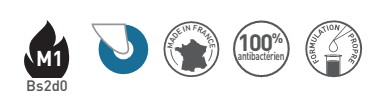 M1
Bs2d0
MADE IN FRANCE
100%
antibactérien
FORMULATION PROPRE